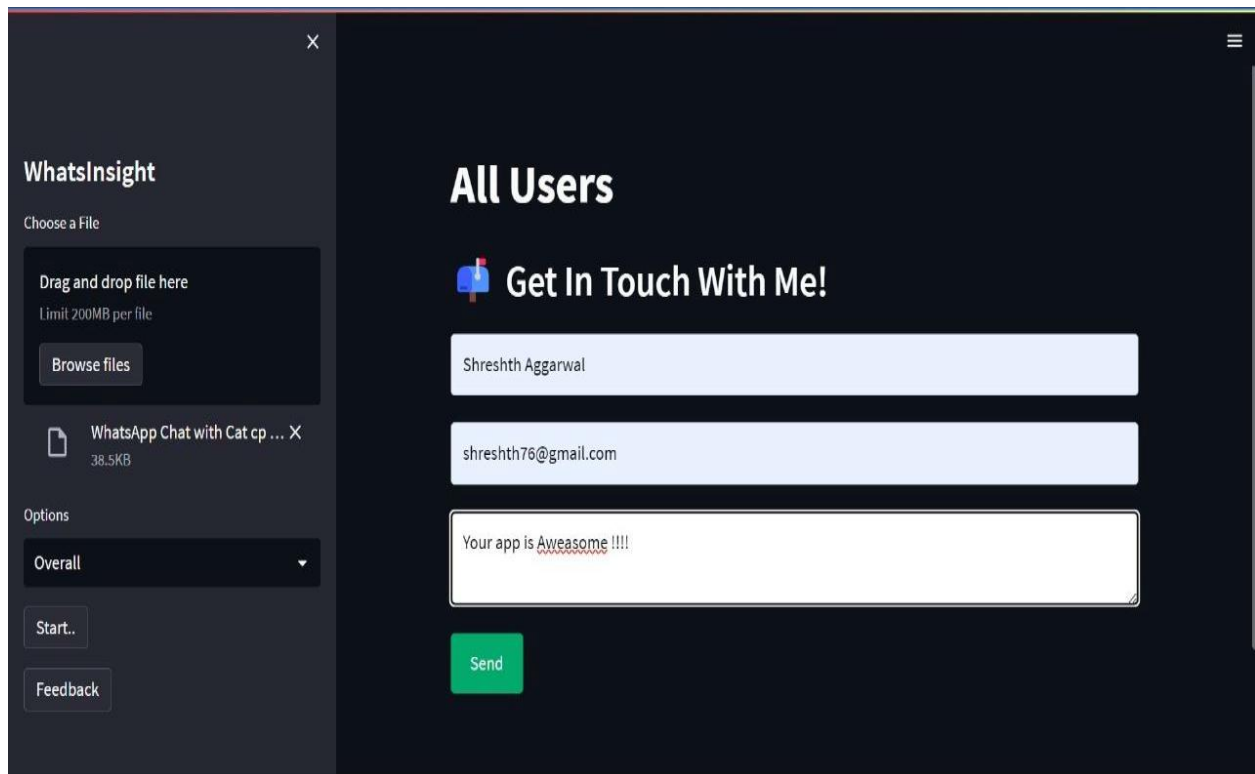 WhatsInsight
Choose a File
Drag and drop file here
Limit 200MB per file
Browse files
WhatsApp Chat with Cat cp ...
38.5KB
Options
Overall
Start..
Feedback
All Users
Get In Touch With Me!
Shreshth Aggarwal
shreshth76@gmail.com
Your app is Aweasome !!!!
Send